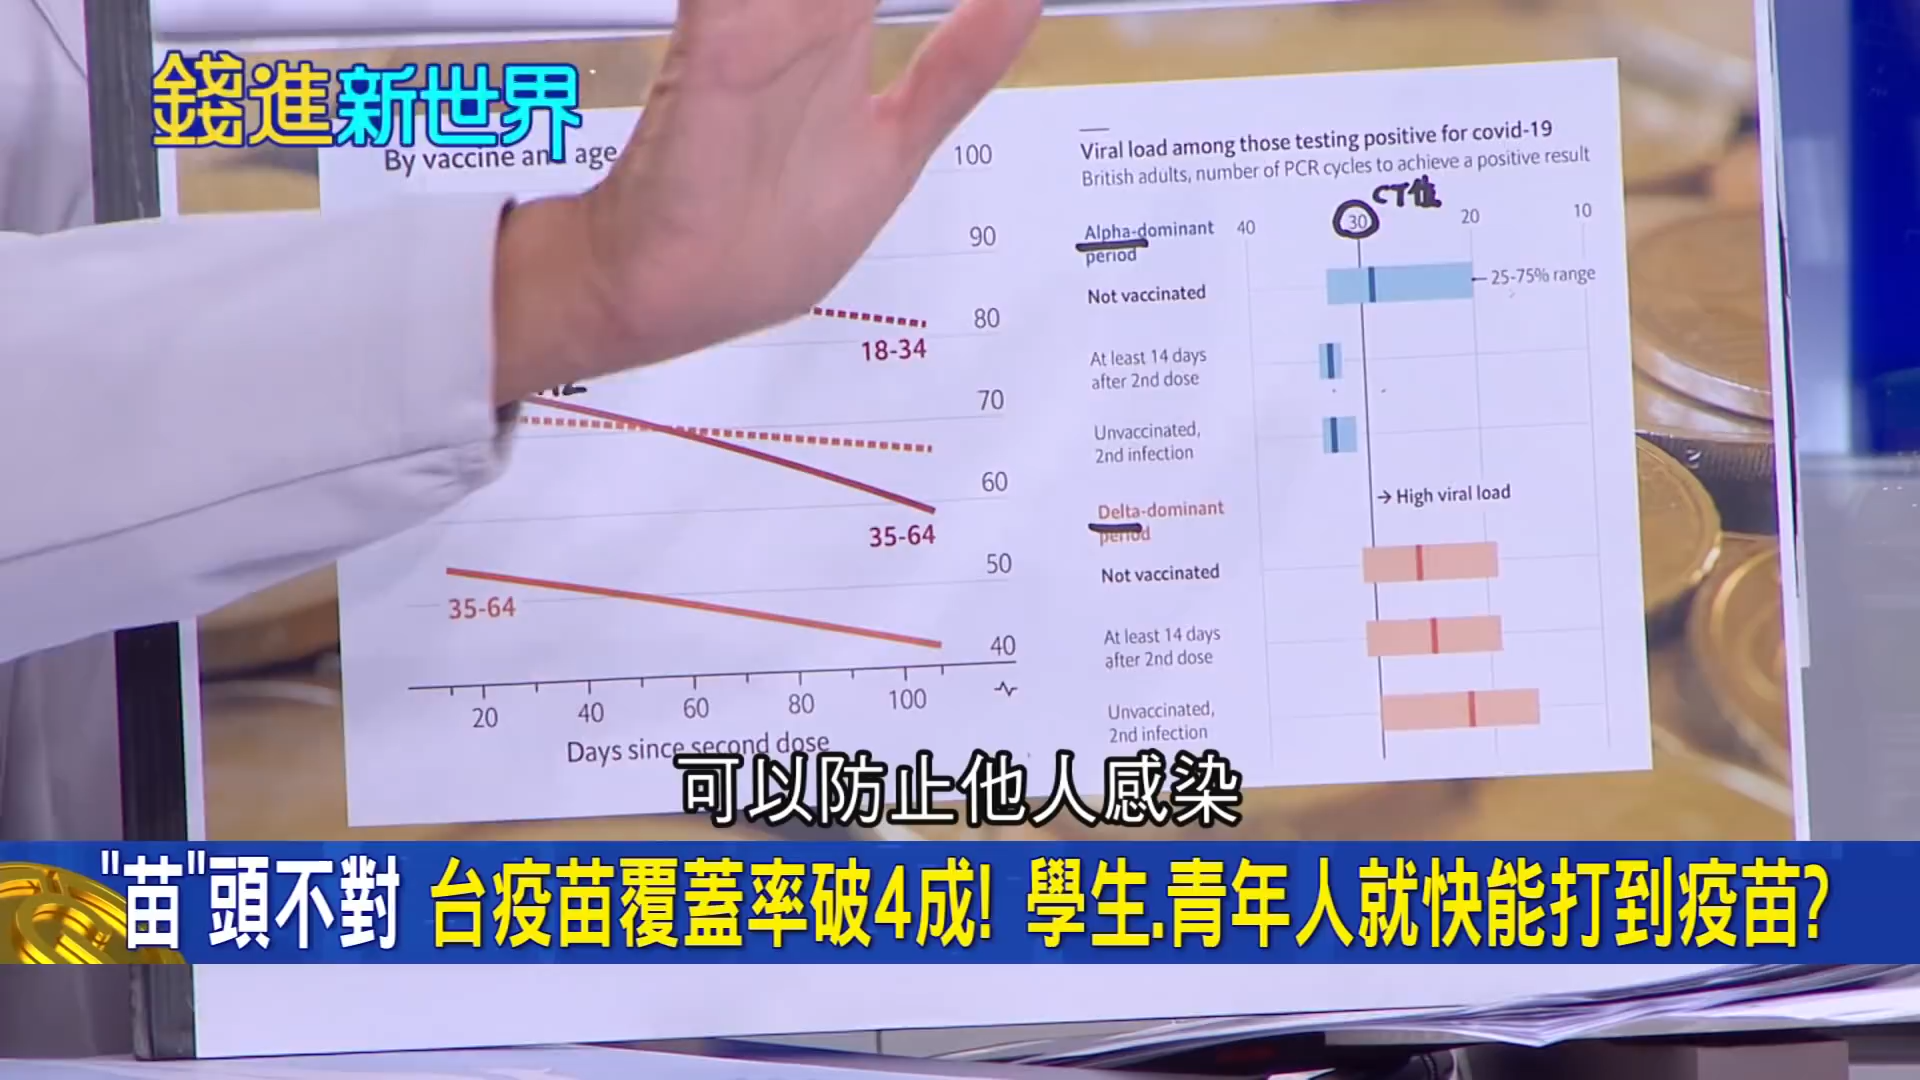 錢進新世界
By vaccine and age
100
90
80
18-34
70
60
35-64
50
35-64
40
20 40 60 80 100
Days since second dose
Viral load among those testing positive for covid-19
British adults, number of PCR cycles to achieve a positive result
CT值
Alpha-dominant
period
40 30 20 10
Not vaccinated
25-75% range
At least 14 days
after 2nd dose
Unvaccinated,
2nd infection
→ High viral load
Delta-dominant
period
Not vaccinated
At least 14 days
after 2nd dose
Unvaccinated,
2nd infection
可以防止他人感染
"苗"頭不對 台疫苗覆蓋率破4成! 學生.青年人就快能打到疫苗?